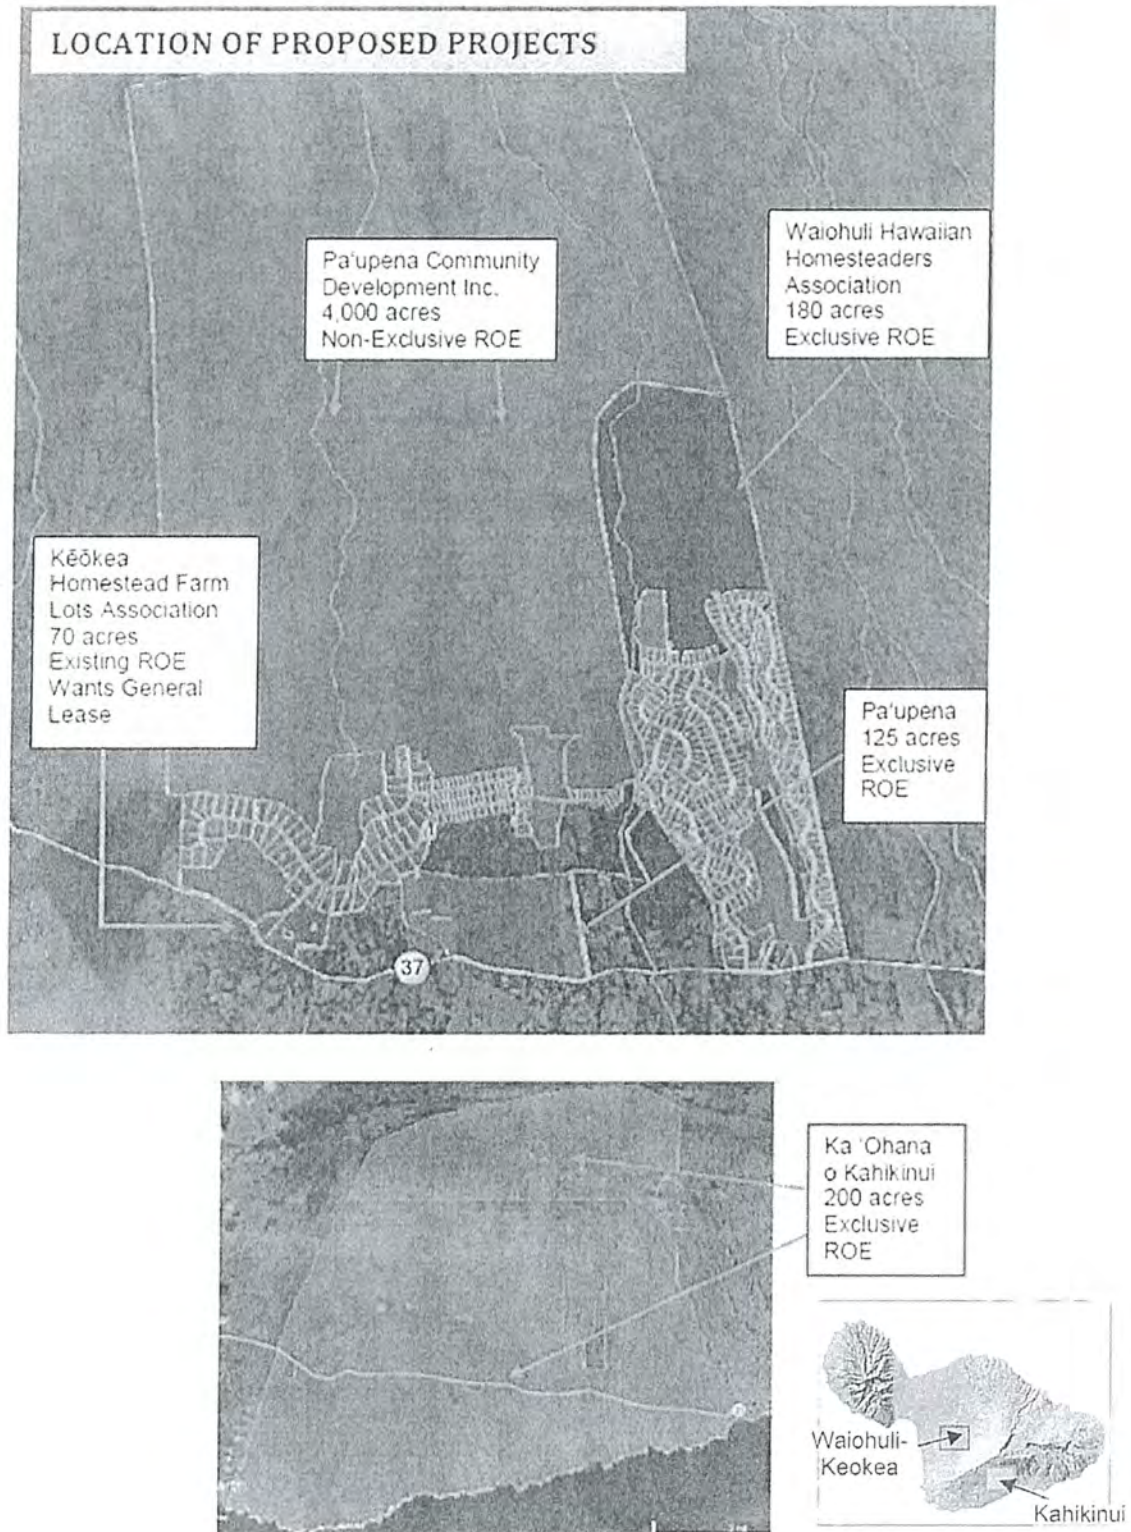 LOCATION OF PROPOSED PROJECTS
Waiohuli Hawaiian
Homesteaders
Association
180 acres
Exclusive ROE
Pa‘upena Community
Development Inc.
4,000 acres
Non-Exclusive ROE
Kēōkea
Homestead Farm
Lots Association
70 acres
Existing ROE
Wants General
Lease
Pa‘upena
125 acres
Exclusive
ROE
37
Ka ‘Ohana
o Kahikinui
200 acres
Exclusive
ROE
Waiohuli-
Keokea
Kahikinui